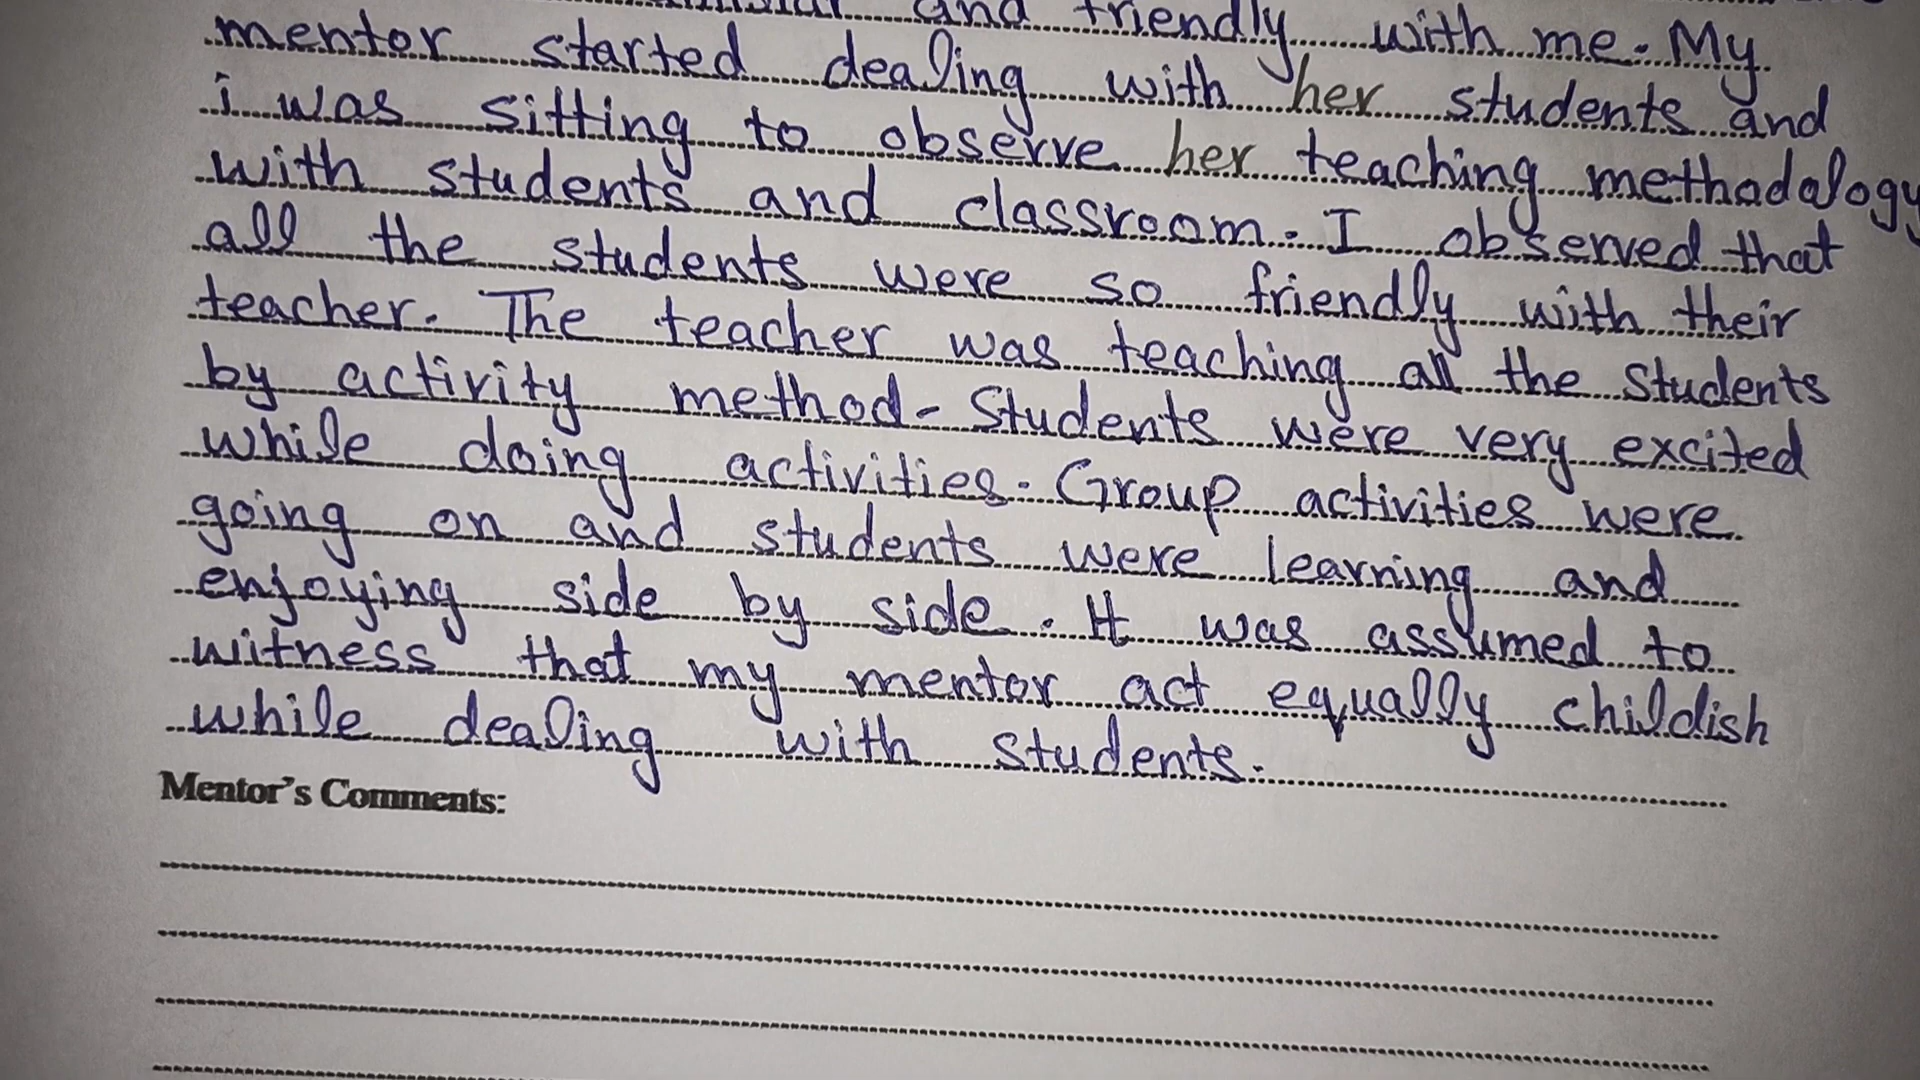 and friendly with me. My
mentor started dealing with her students and
i was sitting to observe her teaching methodology
with students and classroom. I observed that
all the students were so friendly with their
teacher. The teacher was teaching all the students
by activity method- Students were very excited
while doing activities. Group activities were
going on and students were learning and
enjoying side by side. It was assumed to
witness that my mentor act equally childish
while dealing with students.
Mentor's Comments: